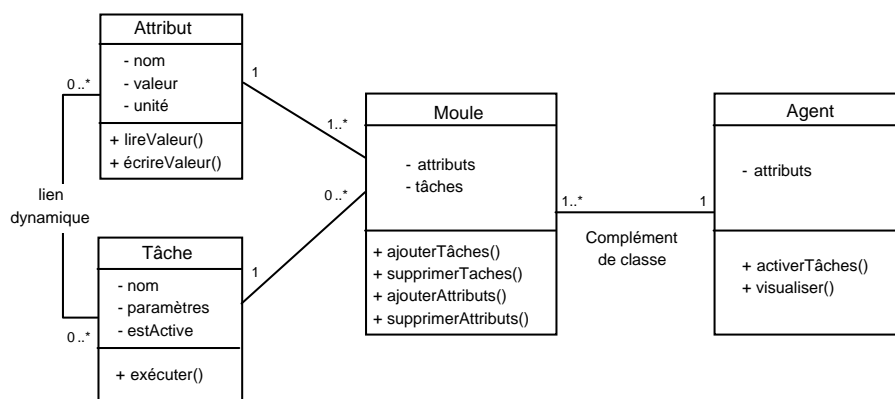 Attribut
- nom
- valeur
- unité
+ lireValeur()
+ écrireValeur()
0 ..*
1
lien
dynamique
Tâche
- nom
- paramètres
- estActive
+ exécuter()
0 ..*
1
1..*
0 ..*
Moule
- attributs
- tâches
+ ajouterTâches()
+ supprimerTaches()
+ ajouterAttributs()
+ supprimerAttributs()
1..*
1
Complément
de classe
Agent
- attributs
+ activerTâches()
+ visualiser()